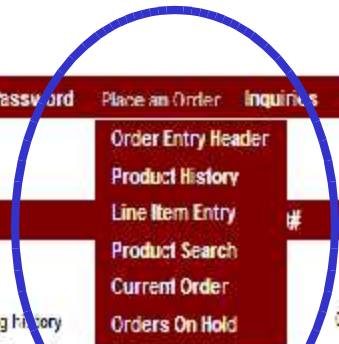 Password Place an Order Inquiries
Order Entry Header
Product History
Line Item Entry #
Product Search
Current Order
g history Orders On Hold